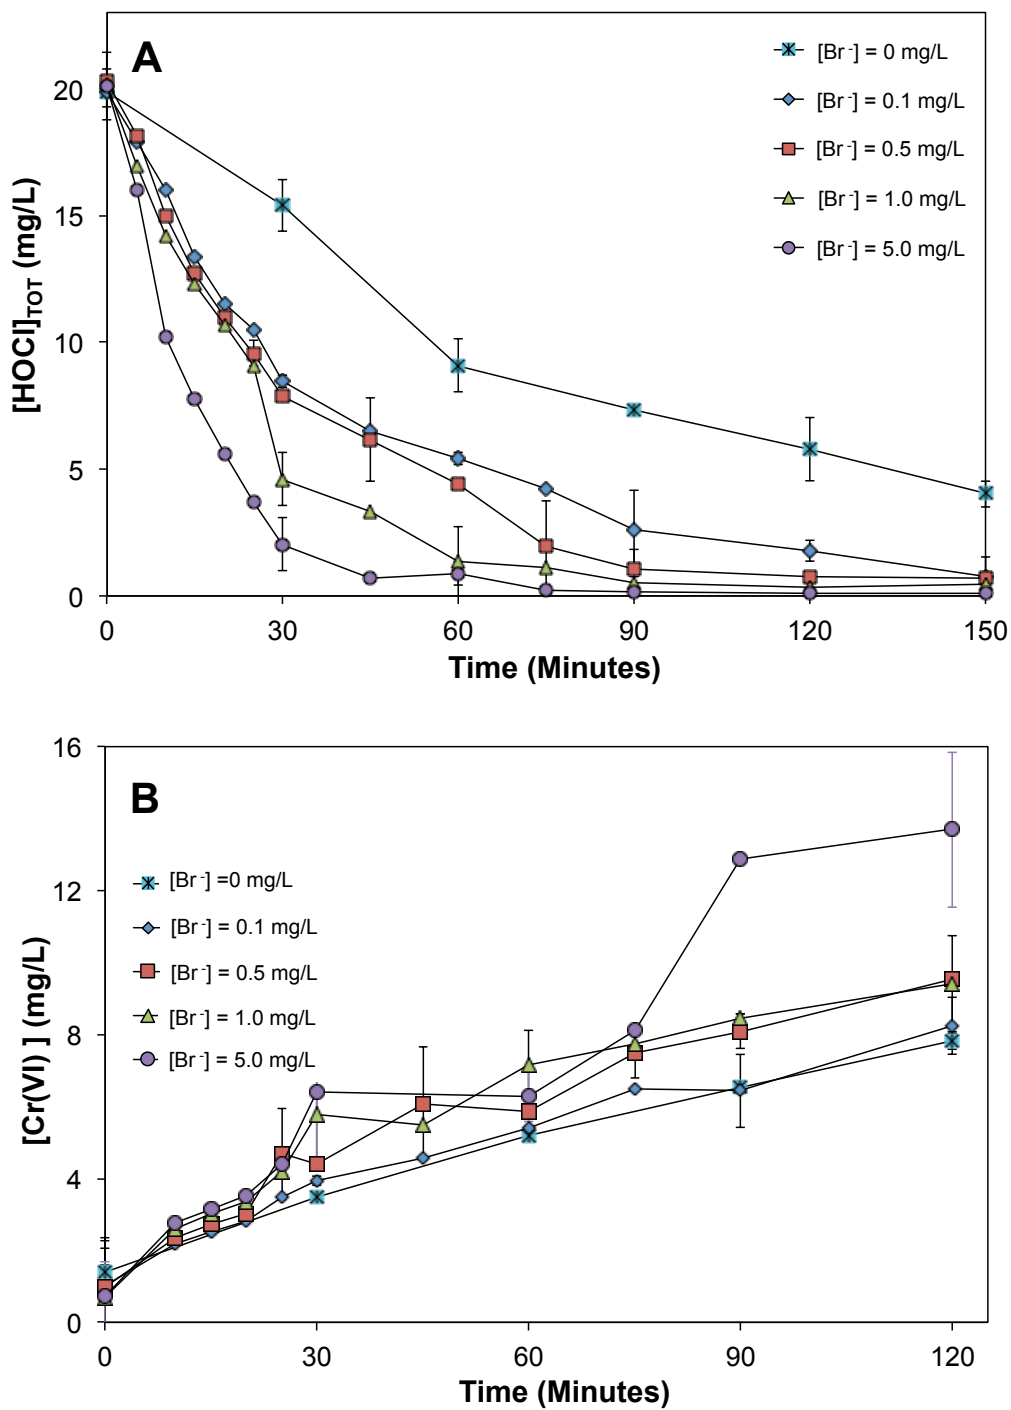 A
[Br⁻] = 0 mg/L
[Br⁻] = 0.1 mg/L
[Br⁻] = 0.5 mg/L
[Br⁻] = 1.0 mg/L
[Br⁻] = 5.0 mg/L
20
15
10
5
0
[HOCl]TOT (mg/L)
0 30 60 90 120 150
Time (Minutes)
16
B
[Br⁻] =0 mg/L
12
[Br⁻] = 0.1 mg/L
[Br⁻] = 0.5 mg/L
[Br⁻] = 1.0 mg/L
8
[Br⁻] = 5.0 mg/L
4
0
[Cr(VI) ] (mg/L)
0 30 60 90 120
Time (Minutes)